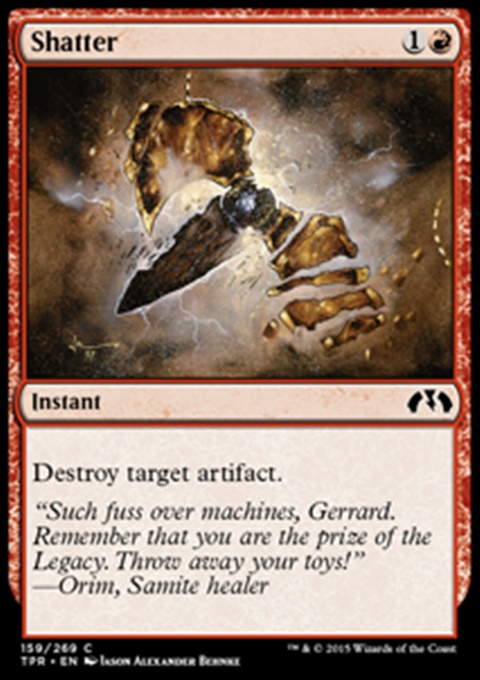 Shatter 1
Instant
Destroy target artifact.
“Such fuss over machines, Gerrard.
Remember that you are the prize of the
Legacy. Throw away your toys!”
—Orim, Samite healer
159/269 C
TPR • EN Jason Alexander Behnke
™ & © 2015 Wizards of the Coast